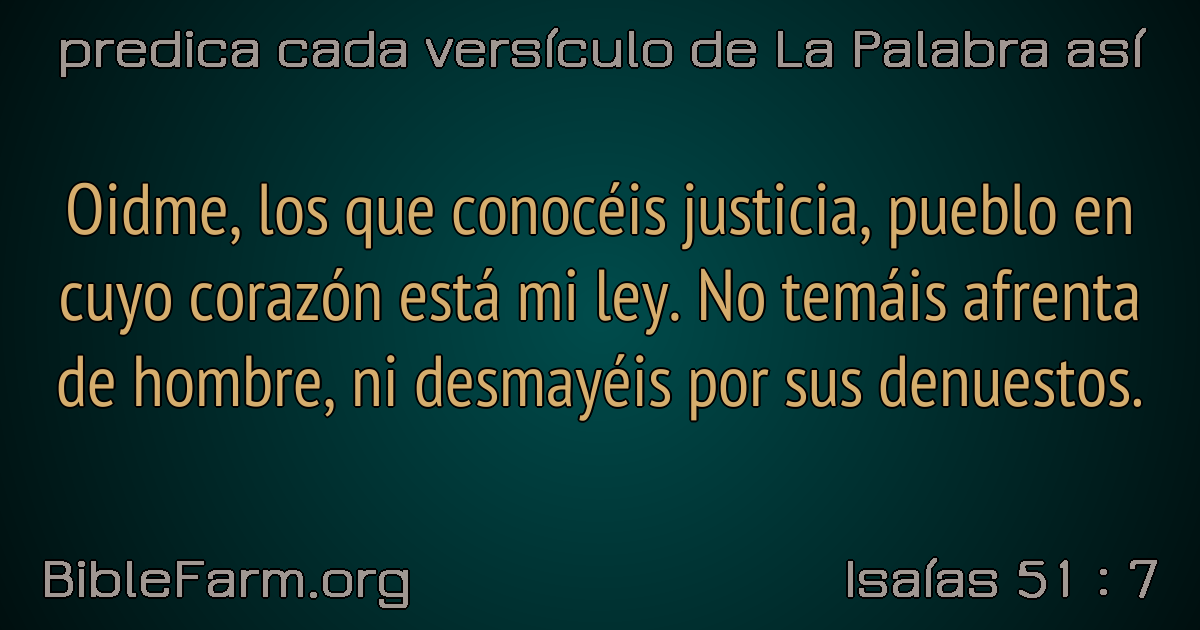 predica cada versículo de La Palabra así
Oidme, los que conocéis justicia, pueblo en
cuyo corazón está mi ley. No temáis afrenta
de hombre, ni desmayéis por sus denuestos.
BibleFarm.org
Isaías 51 : 7